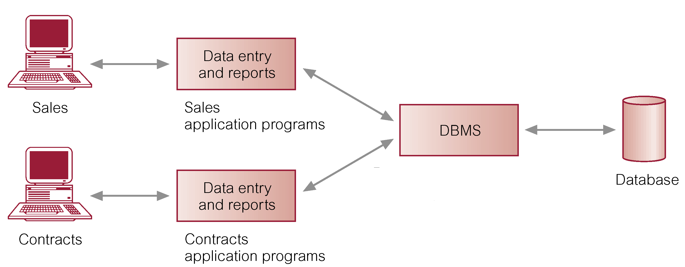 Data entry
and reports
Sales
Sales
application programs
DBMS
Database
Data entry
and reports
Contracts
Contracts
application programs